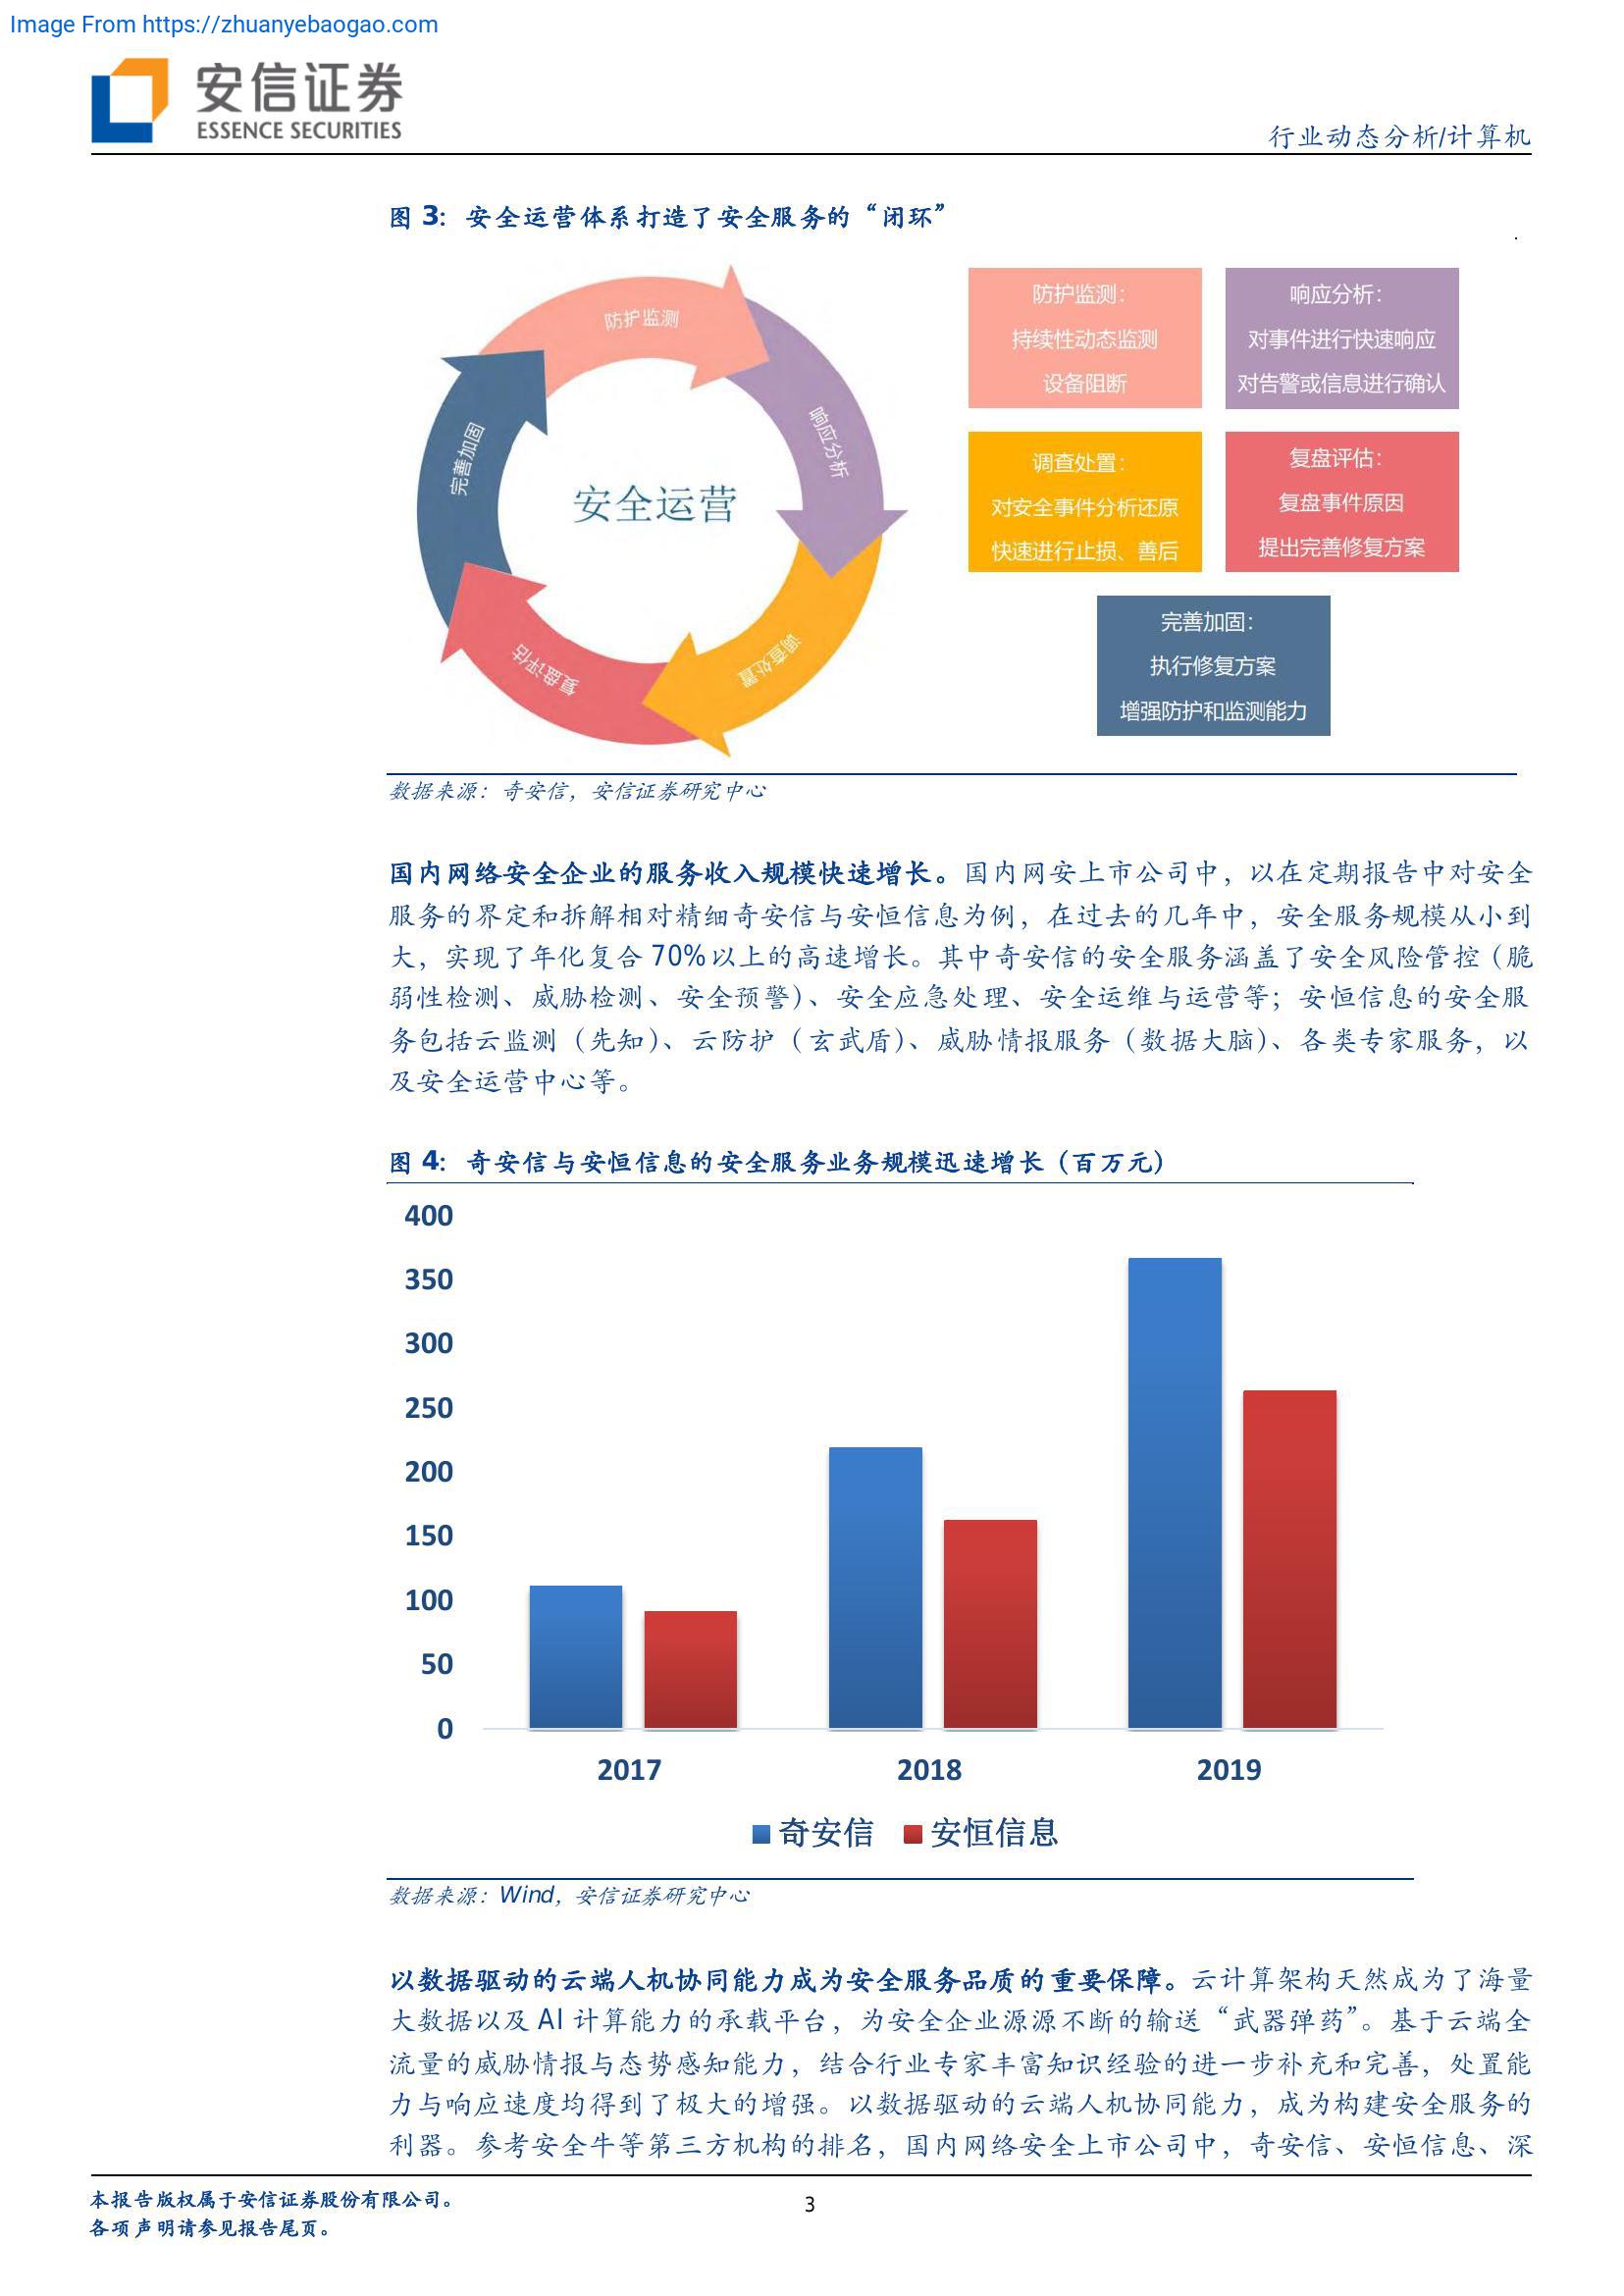 Image From https://zhuanyebaogao.com
安信证券
ESSENCE SECURITIES
行业动态分析/计算机
图 3：安全运营体系打造了安全服务的“闭环”
防护监测
响应分析
调查处置
复盘评估
完善加固
安全运营
防护监测：
持续性动态监测
设备阻断
响应分析：
对事件进行快速响应
对告警或信息进行确认
调查处置：
对安全事件分析还原
快速进行止损、善后
复盘评估：
复盘事件原因
提出完善修复方案
完善加固：
执行修复方案
增强防护和监测能力
数据来源：奇安信，安信证券研究中心
国内网络安全企业的服务收入规模快速增长。国内网安上市公司中，以在定期报告中对安全
服务的界定和拆解相对精细奇安信与安恒信息为例，在过去的几年中，安全服务规模从小到
大，实现了年化复合 70%以上的高速增长。其中奇安信的安全服务涵盖了安全风险管控（脆
弱性检测、威胁检测、安全预警）、安全应急处理、安全运维与运营等；安恒信息的安全服
务包括云监测（先知）、云防护（玄武盾）、威胁情报服务（数据大脑）、各类专家服务，以
及安全运营中心等。
图 4：奇安信与安恒信息的安全服务业务规模迅速增长（百万元）
400
350
300
250
200
150
100
50
0
2017 2018 2019
奇安信 安恒信息
数据来源：Wind，安信证券研究中心
以数据驱动的云端人机协同能力成为安全服务品质的重要保障。云计算架构天然成为了海量
大数据以及 AI 计算能力的承载平台，为安全企业源源不断的输送“武器弹药”。基于云端全
流量的威胁情报与态势感知能力，结合行业专家丰富知识经验的进一步补充和完善，处置能
力与响应速度均得到了极大的增强。以数据驱动的云端人机协同能力，成为构建安全服务的
利器。参考安全牛等第三方机构的排名，国内网络安全上市公司中，奇安信、安恒信息、深
本报告版权属于安信证券股份有限公司。
各项声明请参见报告尾页。
3